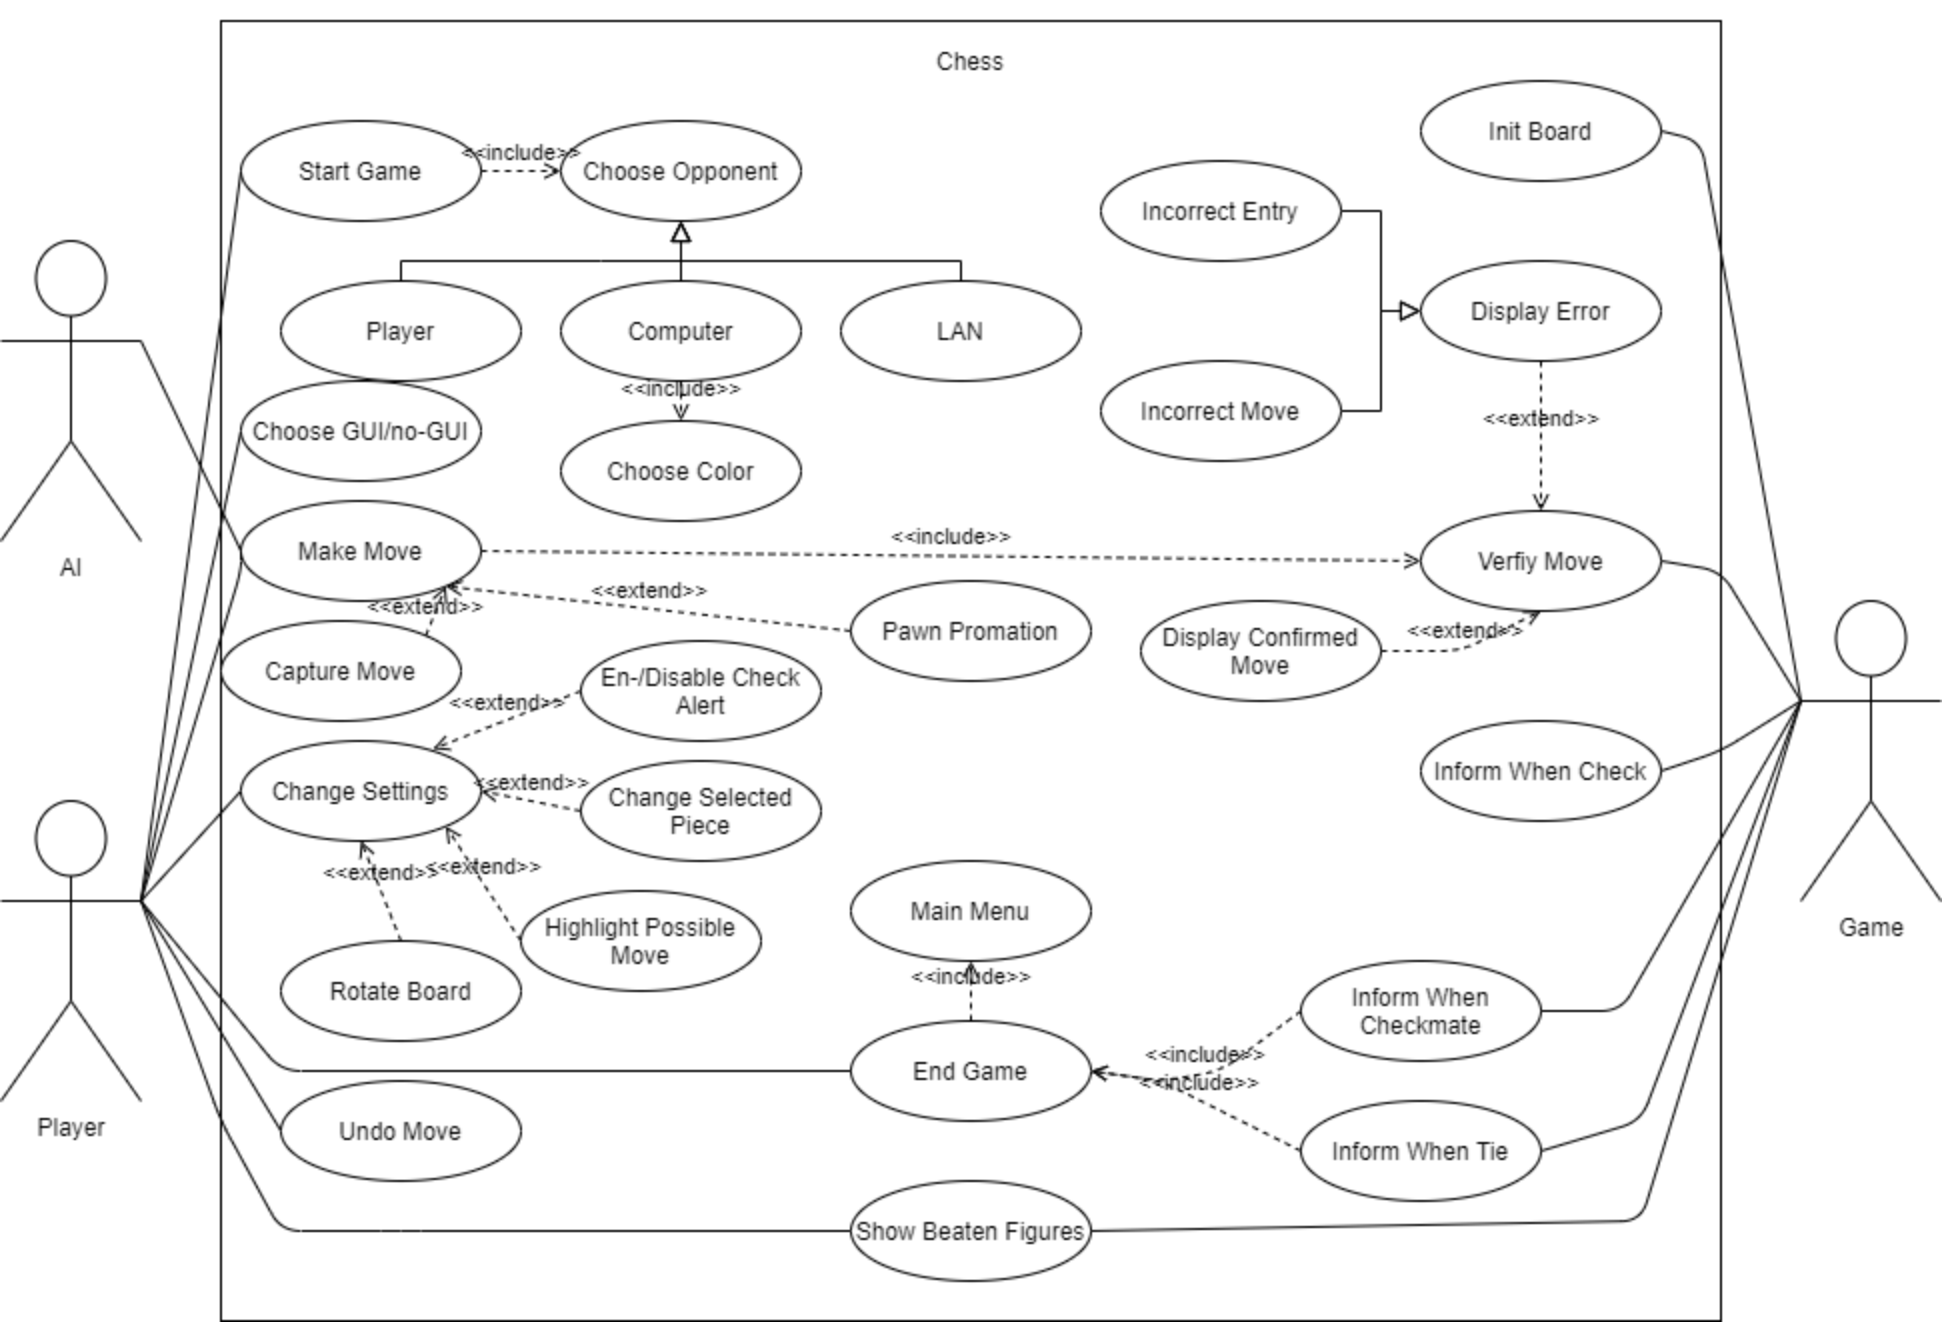 Chess
Init Board
<<include>>
Start Game
Choose Opponent
Incorrect Entry
Display Error
Player
Computer
LAN
<<include>>
Incorrect Move
<<extend>>
Choose GUI/no-GUI
Choose Color
<<include>>
Make Move
Verfiy Move
AI
<<extend>>
<<extend>>
Pawn Promation
Display Confirmed
Move
<<extend>>
Capture Move
En-/Disable Check
Alert
<<extend>>
Inform When Check
Change Settings
<<extend>>
Change Selected
Piece
<<extend>>
<<extend>>
Main Menu
Highlight Possible
Move
Game
<<include>>
Rotate Board
Inform When
Checkmate
<<include>>
<<include>>
End Game
Player
Undo Move
Inform When Tie
Show Beaten Figures